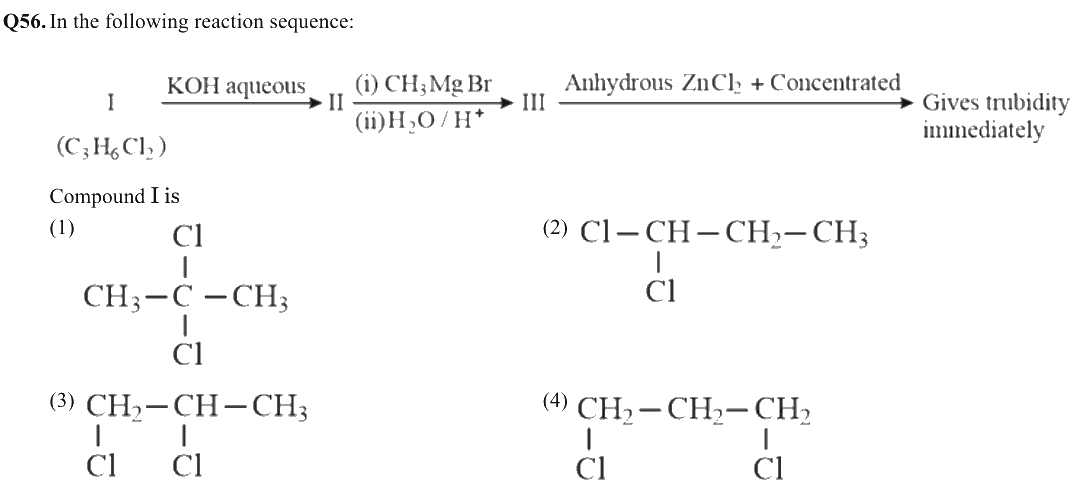 Q56. In the following reaction sequence:
I KOH aqueous II (i) CH₃MgBr III Anhydrous ZnCl₂ + Concentrated Gives trubidity
(ii)H₂O / H⁺ immediately
(C₃H₆Cl₂)
Compound I is
(1) Cl
CH₃–C–CH₃
Cl
(2) Cl–CH–CH₂–CH₃
Cl
(3) CH₂–CH–CH₃
Cl Cl
(4) CH₂–CH₂–CH₂
Cl Cl